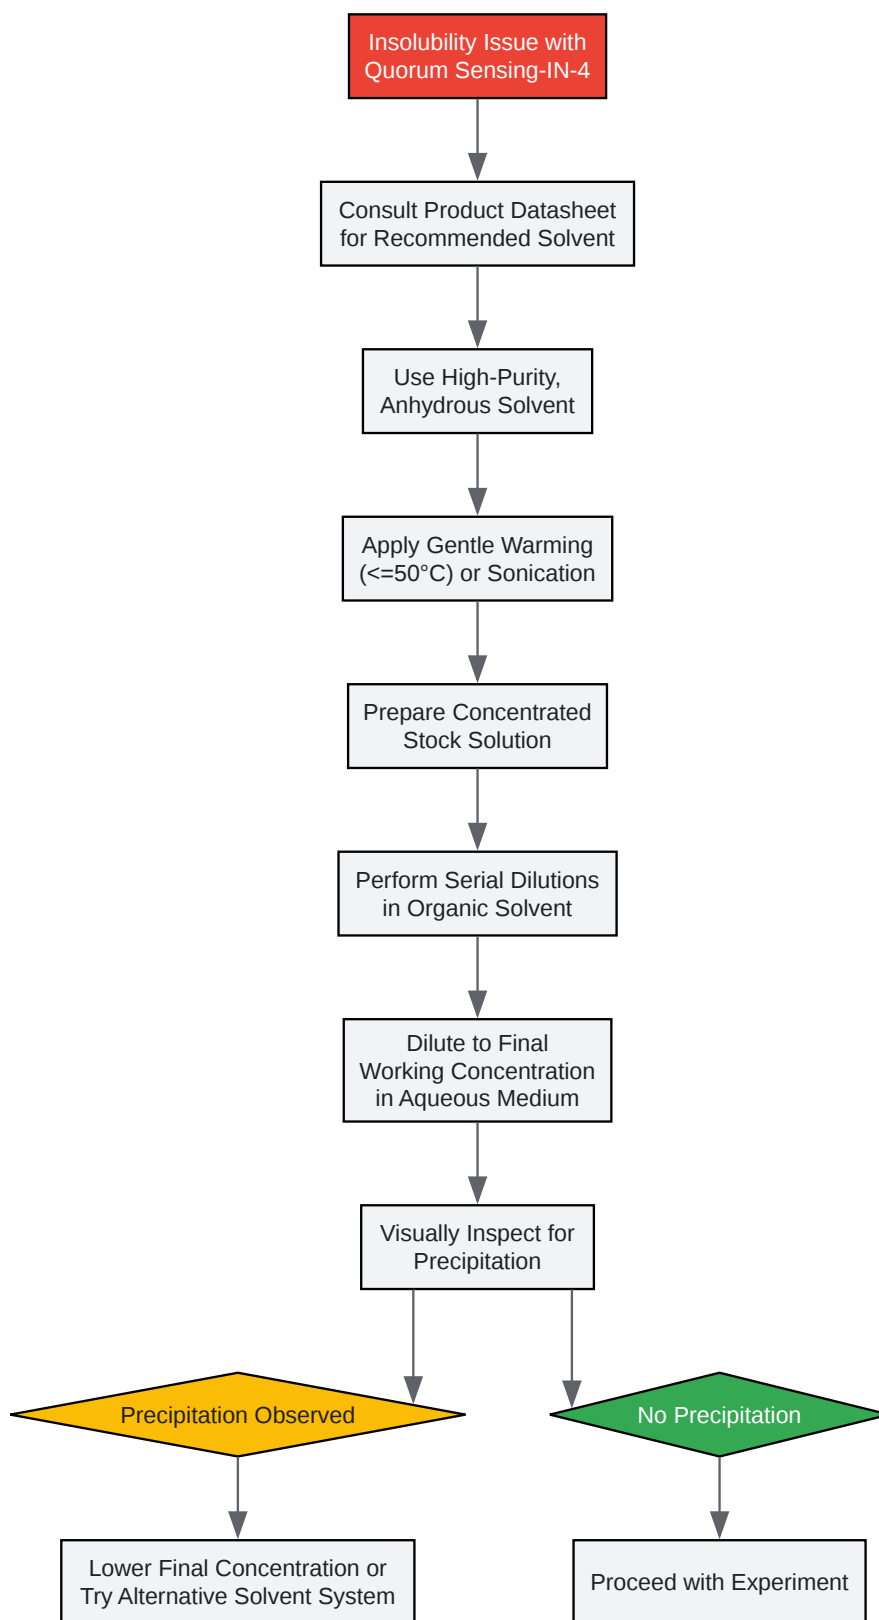 Insolubility Issue with
Quorum Sensing-IN-4
Consult Product Datasheet
for Recommended Solvent
Use High-Purity,
Anhydrous Solvent
Apply Gentle Warming
(<=50°C) or Sonication
Prepare Concentrated
Stock Solution
Perform Serial Dilutions
in Organic Solvent
Dilute to Final
Working Concentration
in Aqueous Medium
Visually Inspect for
Precipitation
Precipitation Observed
No Precipitation
Lower Final Concentration or
Try Alternative Solvent System
Proceed with Experiment